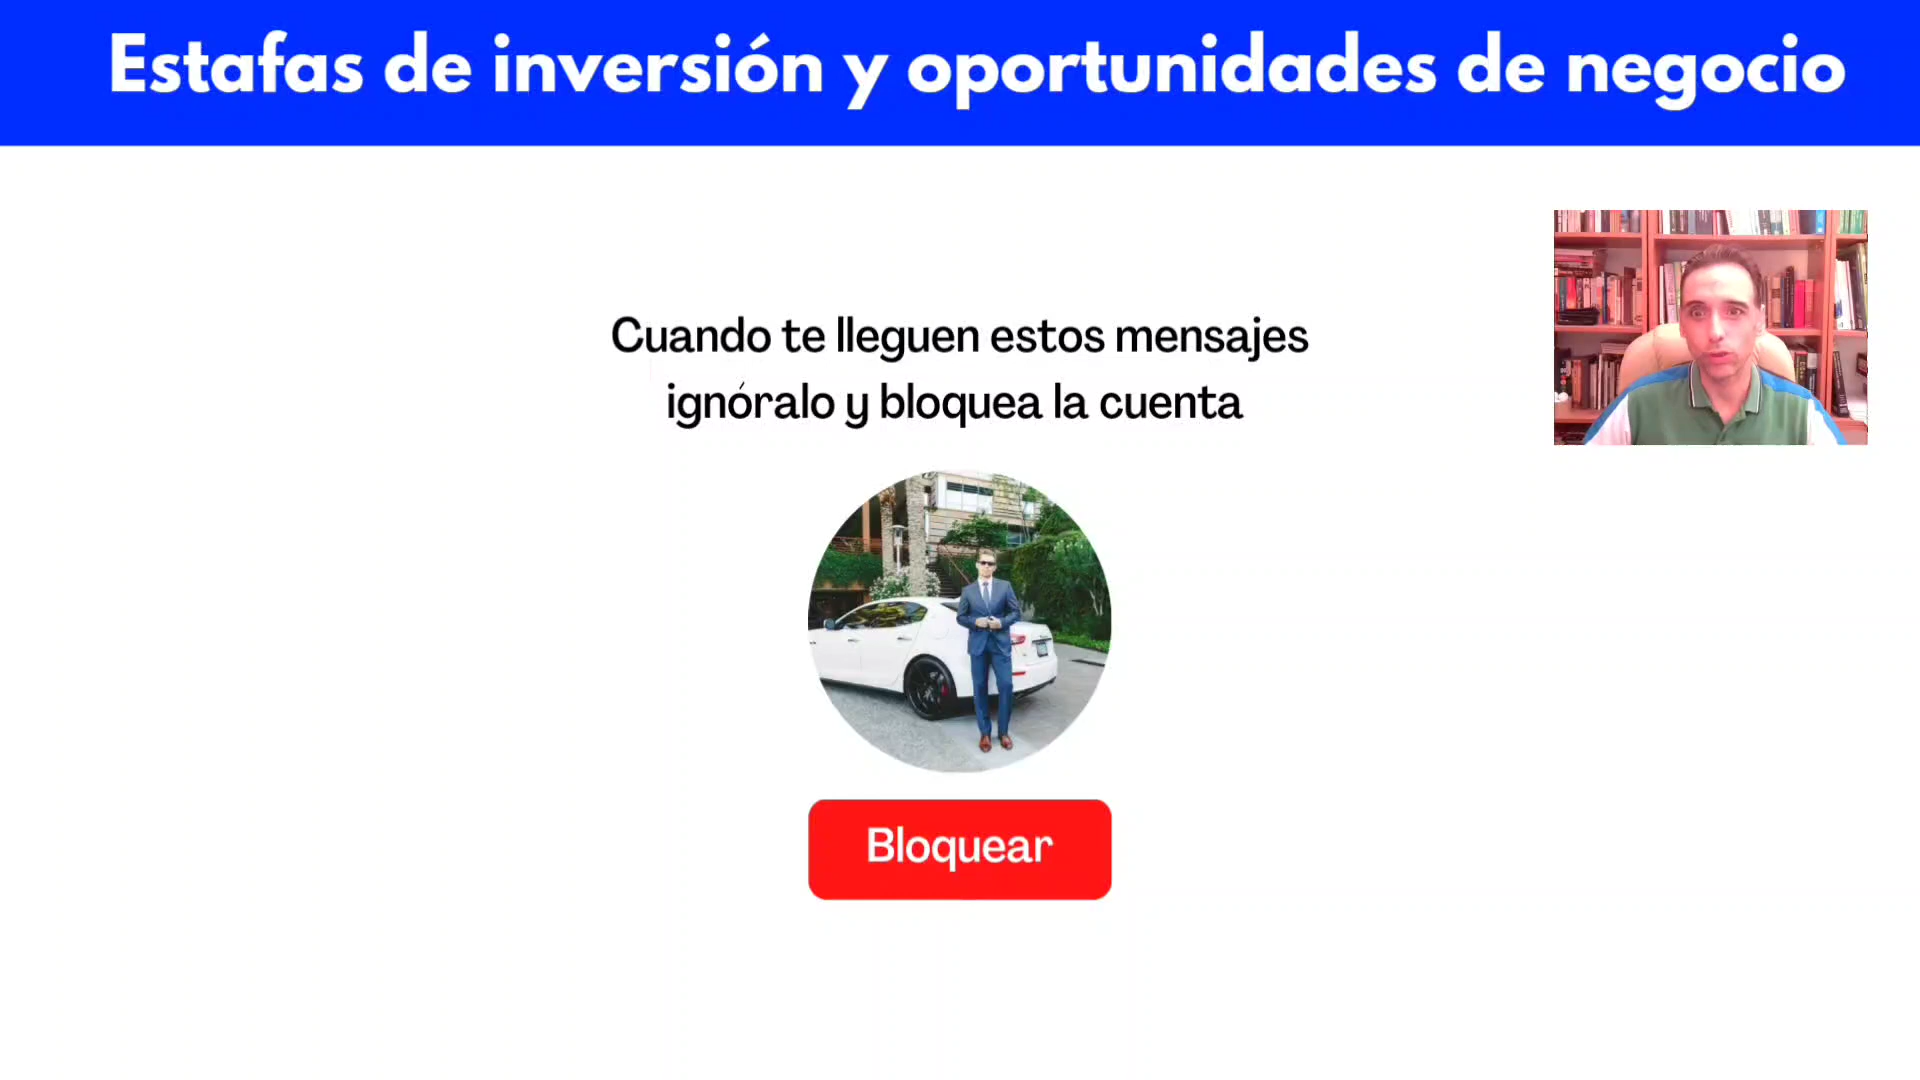 Estafas de inversión y oportunidades de negocio
Cuando te lleguen estos mensajes
ignóralo y bloquea la cuenta
Bloquear